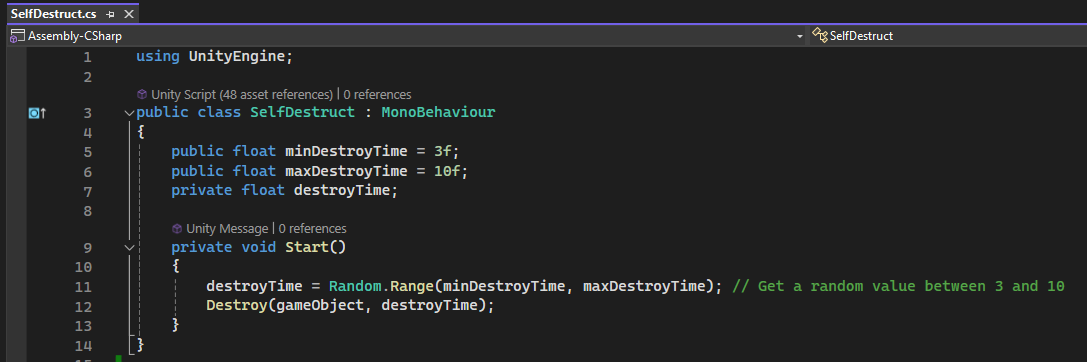 SelfDestruct.cs
Assembly-CSharp SelfDestruct
1 using UnityEngine;
2
Unity Script (48 asset references) | 0 references
3 public class SelfDestruct : MonoBehaviour
4 {
5 public float minDestroyTime = 3f;
6 public float maxDestroyTime = 10f;
7 private float destroyTime;
8
Unity Message | 0 references
9 private void Start()
10 {
11 destroyTime = Random.Range(minDestroyTime, maxDestroyTime); // Get a random value between 3 and 10
12 Destroy(gameObject, destroyTime);
13 }
14 }